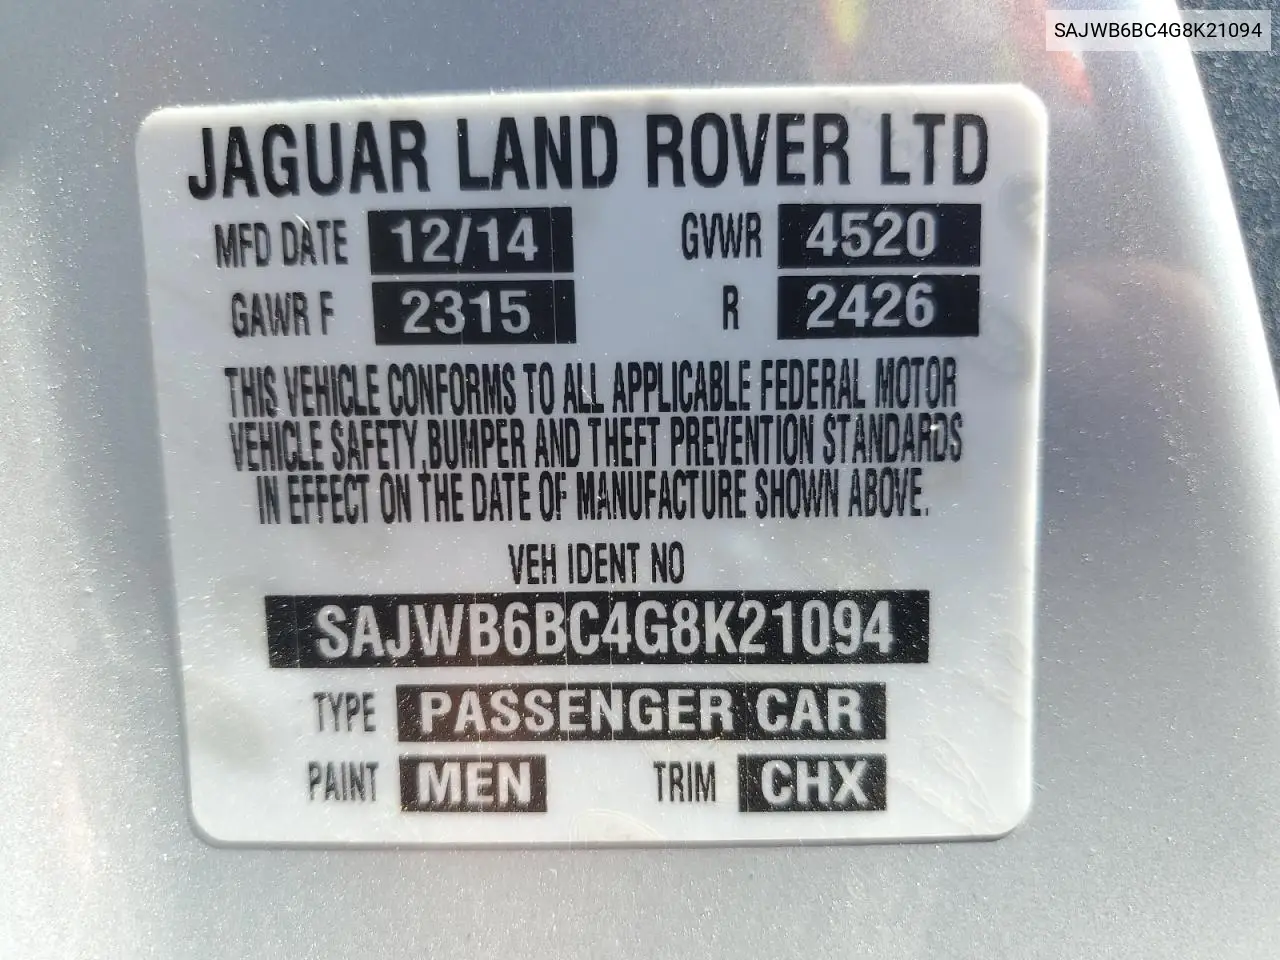 SAJWB6BC4G8K21094
JAGUAR LAND ROVER LTD
MFD DATE 12/14 GVWR 4520
GAWR F 2315 R 2426
THIS VEHICLE CONFORMS TO ALL APPLICABLE FEDERAL MOTOR
VEHICLE SAFETY,BUMPER AND THEFT PREVENTION STANDARDS
IN EFFECT ON THE DATE OF MANUFACTURE SHOWN ABOVE.
VEH IDENT NO
SAJWB6BC4G8K21094
TYPE PASSENGER CAR
PAINT MEN TRIM CHX